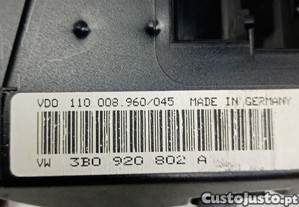 VDO 110 008.960/045 MADE IN GERMANY
VW 3B0 920 802 A
CustoJusto.pt